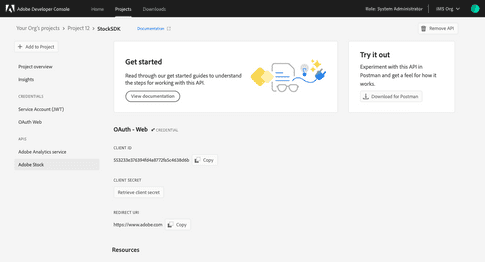 Adobe Developer Console
Home
Projects
Downloads
Role: System Administrator
IMS Org
Your Org's projects
Project 12
StockSDK
Documentation
Remove API
Add to Project
Project overview
Insights
CREDENTIALS
Service Account (JWT)
OAuth Web
APIS
Adobe Analytics service
Adobe Stock
Get started
Read through our get started guides to understand
the steps for working with this API.
View documentation
Try it out
Experiment with this API in
Postman and get a feel for how it
works.
Download for Postman
OAuth - Web
CREDENTIAL
CLIENT ID
Copy
CLIENT SECRET
Retrieve client secret
REDIRECT URI
https://www.adobe.com
Copy
Resources